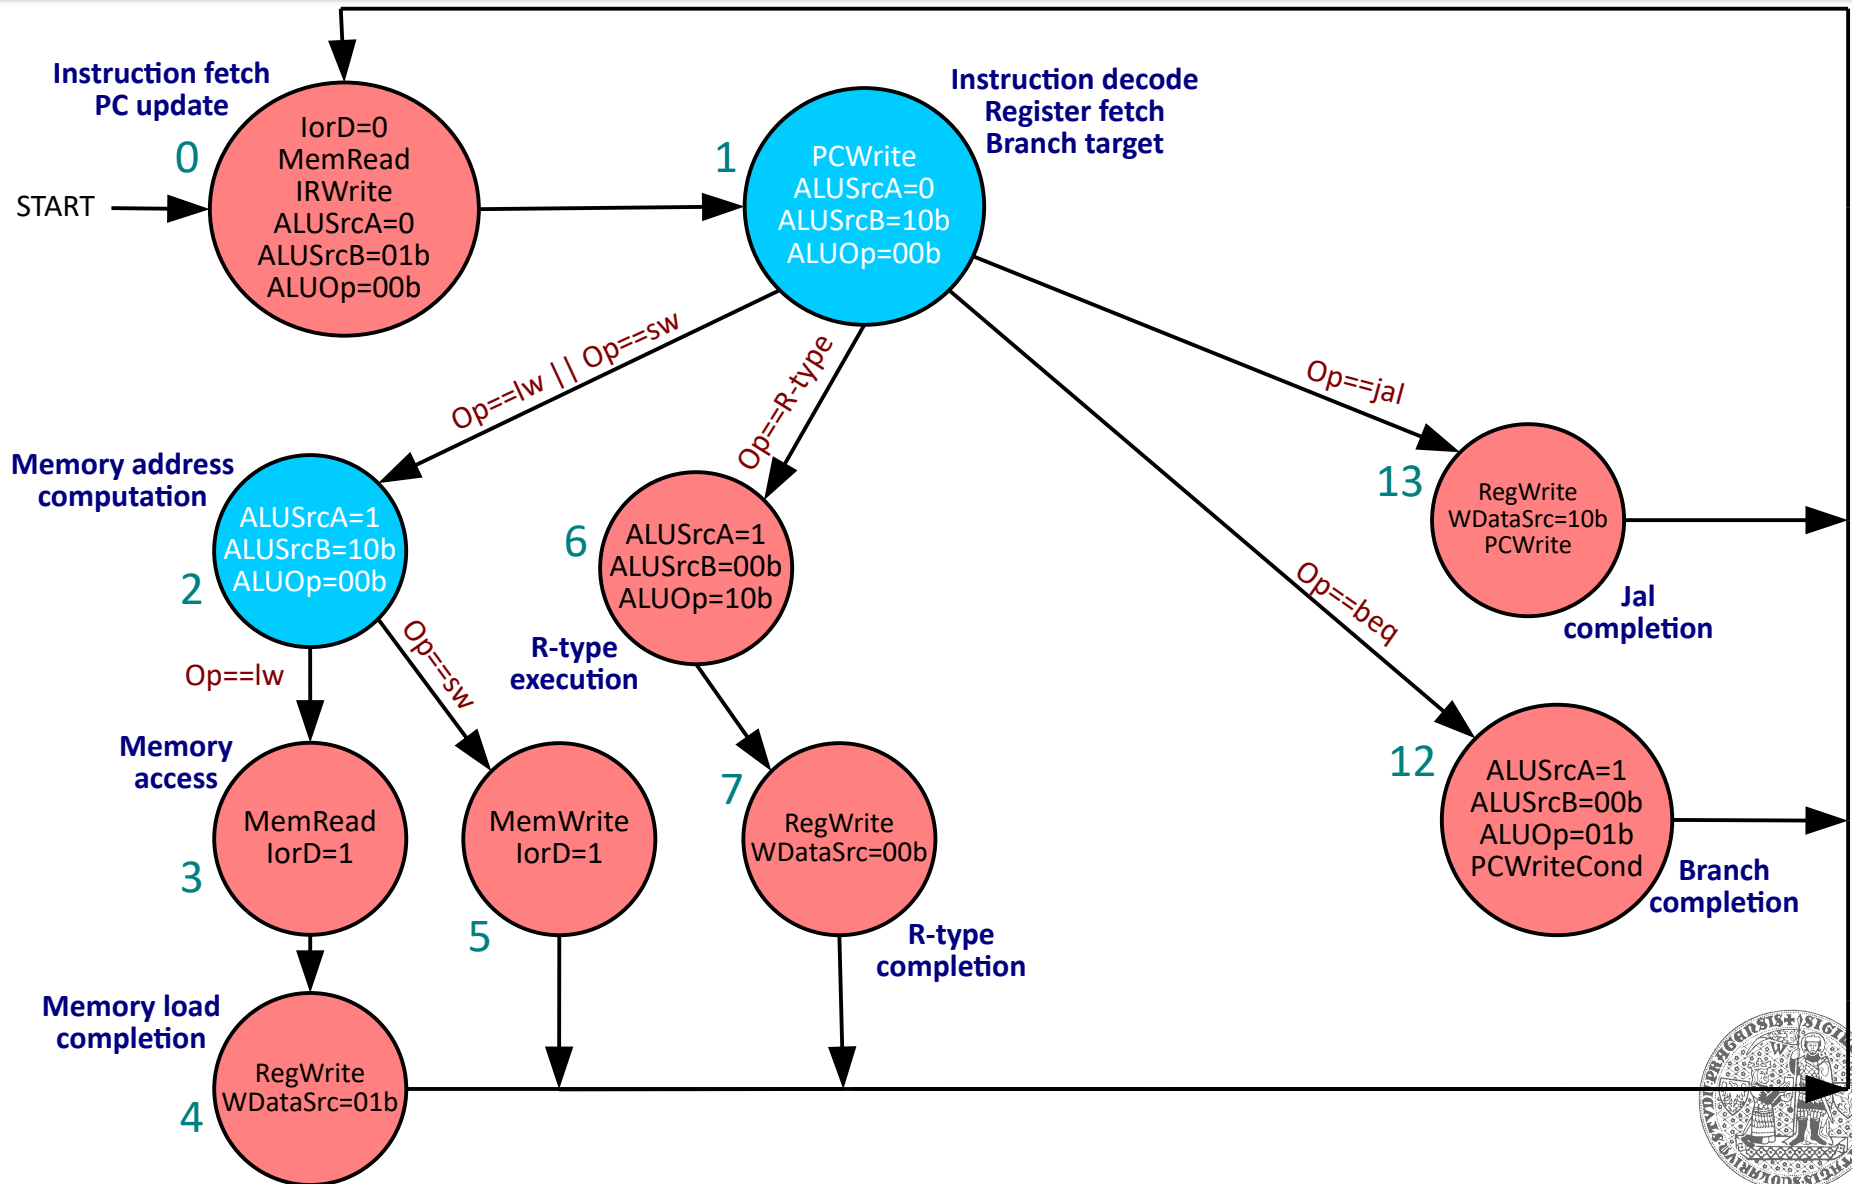 Instruction fetch
PC update
0
START
IorD=0
MemRead
IRWrite
ALUSrcA=0
ALUSrcB=01b
ALUOp=00b
1
PCWrite
ALUSrcA=0
ALUSrcB=10b
ALUOp=00b
Instruction decode
Register fetch
Branch target
Op==lw || Op==sw
Op==R-type
Op==jal
Op==beq
Memory address
computation
2
ALUSrcA=1
ALUSrcB=10b
ALUOp=00b
6
ALUSrcA=1
ALUSrcB=00b
ALUOp=10b
R-type
execution
13
RegWrite
WDataSrc=10b
PCWrite
Jal
completion
Op==lw
Op==sw
Memory
access
3
MemRead
IorD=1
5
MemWrite
IorD=1
7
RegWrite
WDataSrc=00b
R-type
completion
12
ALUSrcA=1
ALUSrcB=00b
ALUOp=01b
PCWriteCond
Branch
completion
Memory load
completion
4
RegWrite
WDataSrc=01b